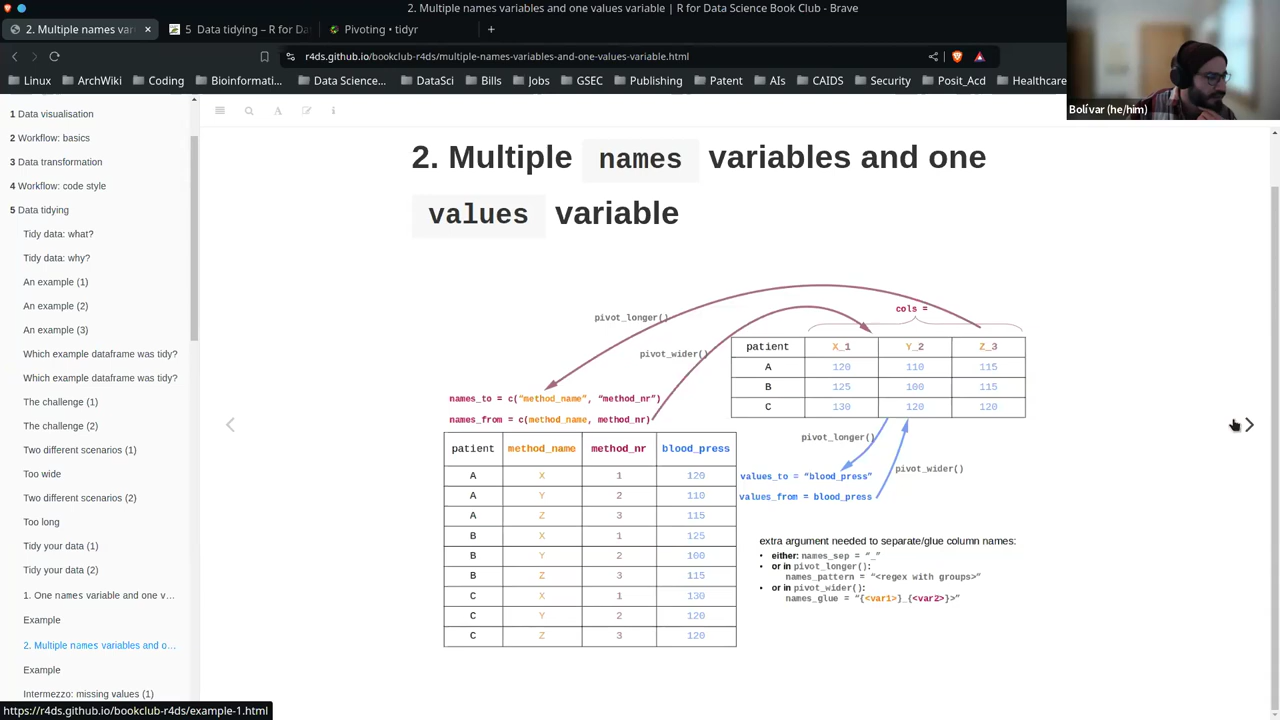 2. Multiple names variables and one values variable | R for Data Science Book Club - Brave
2. Multiple names var
5 Data tidying – R for Da
Pivoting • tidyr
r4ds.github.io/bookclub-r4ds/multiple-names-variables-and-one-values-variable.html
Linux ArchWiki Coding Bioinformati... Data Science... DataSci Bills Jobs GSEC Publishing Patent AIs CAIDS Security Posit_Acd Healthcare
Bolívar (he/him)
1 Data visualisation
2 Workflow: basics
3 Data transformation
4 Workflow: code style
5 Data tidying
Tidy data: what?
Tidy data: why?
An example (1)
An example (2)
An example (3)
Which example dataframe was tidy?
Which example dataframe was tidy?
The challenge (1)
The challenge (2)
Two different scenarios (1)
Too wide
Two different scenarios (2)
Too long
Tidy your data (1)
Tidy your data (2)
1. One names variable and one v...
Example
2. Multiple names variables and o...
Example
Intermezzo: missing values (1)
https://r4ds.github.io/bookclub-r4ds/example-1.html
2. Multiple names variables and one
values variable
pivot_longer()
pivot_wider()
cols =
patient X_1 Y_2 Z_3
A 120 110 115
B 125 100 115
C 130 120 120
names_to = c(“method_name”, “method_nr”)
names_from = c(method_name, method_nr)
patient method_name method_nr blood_press
A X 1 120
A Y 2 110
A Z 3 115
B X 1 125
B Y 2 100
B Z 3 115
C X 1 130
C Y 2 120
C Z 3 120
pivot_longer()
pivot_wider()
values_to = “blood_press”
values_from = blood_press
extra argument needed to separate/glue column names:
• either: names_sep = “_”
• or in pivot_longer():
names_pattern = “<regex with groups>”
• or in pivot_wider():
names_glue = “{<var1>}_{<var2>}>”